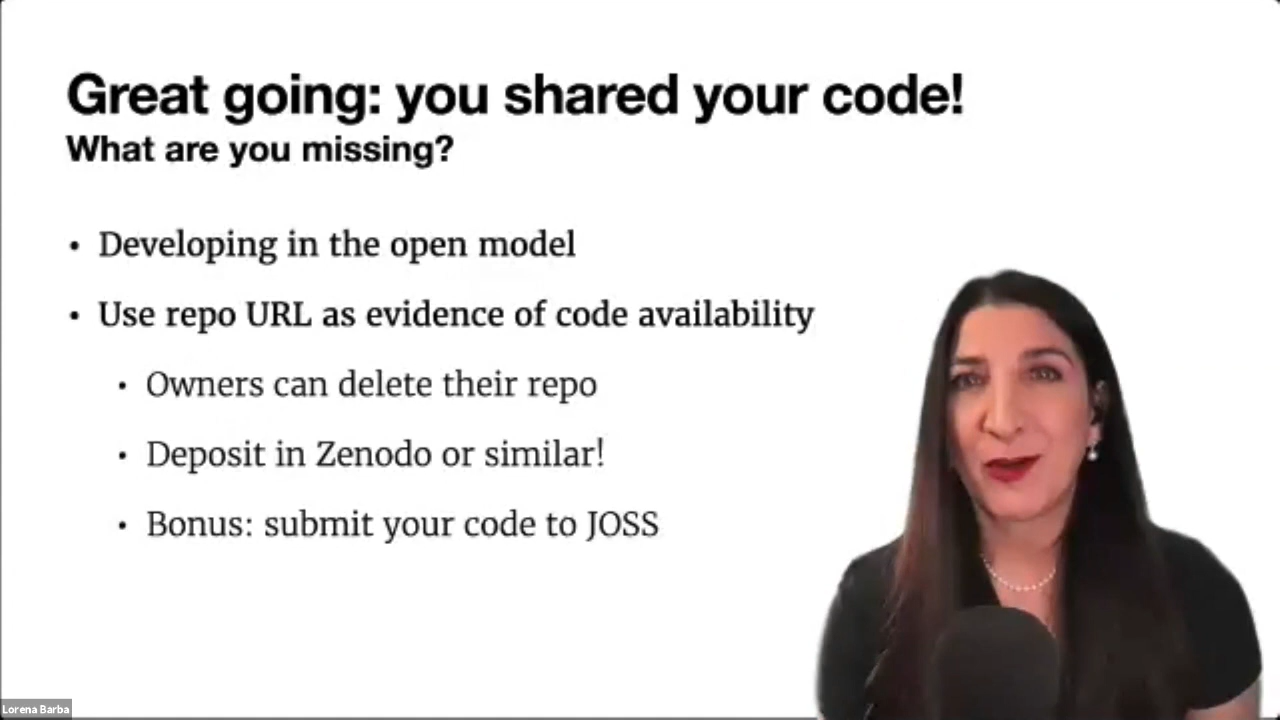 Great going: you shared your code!
What are you missing?
• Developing in the open model
• Use repo URL as evidence of code availability
• Owners can delete their repo
• Deposit in Zenodo or similar!
• Bonus: submit your code to JOSS
Lorena Barba